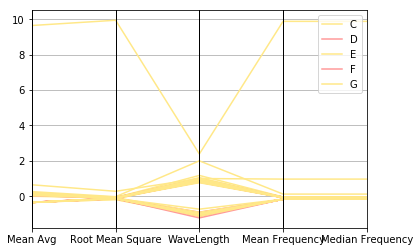 10
8
6
4
2
0
C
D
E
F
G
Mean Avg Root Mean Square WaveLength Mean Frequency Median Frequency